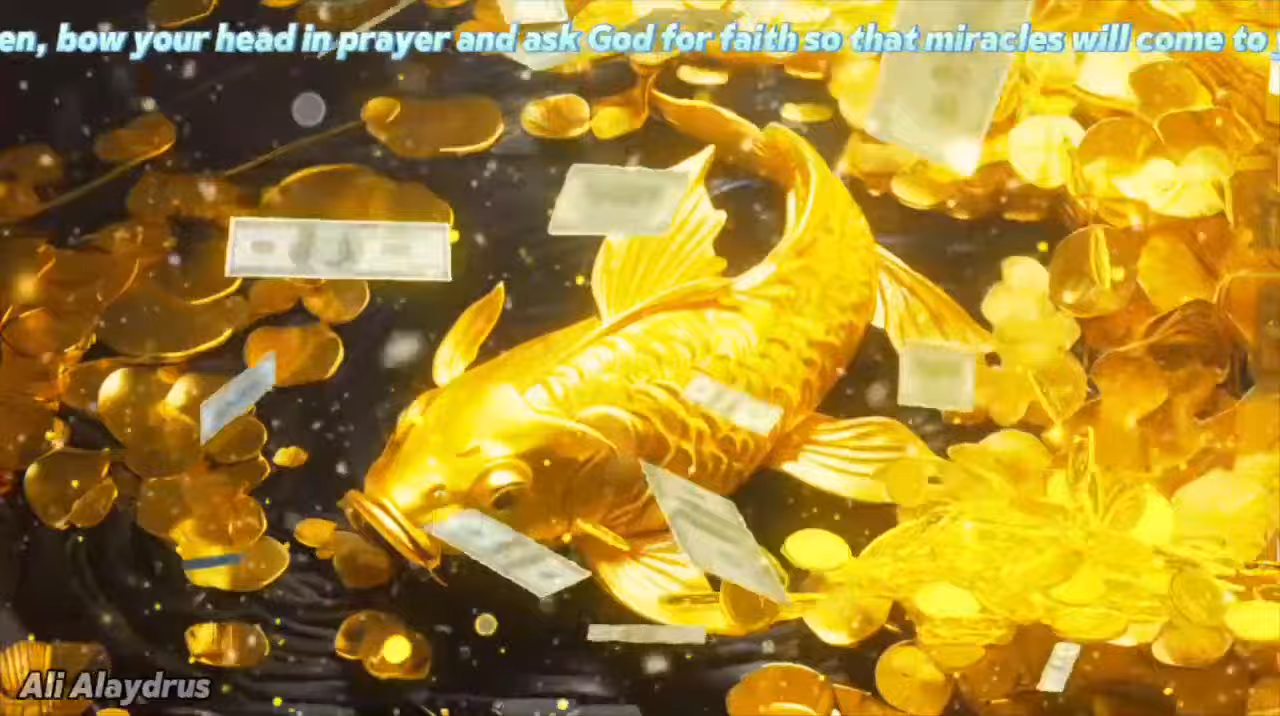 en, bow your head in prayer and ask God for faith so that miracles will come to
Ali Alaydrus